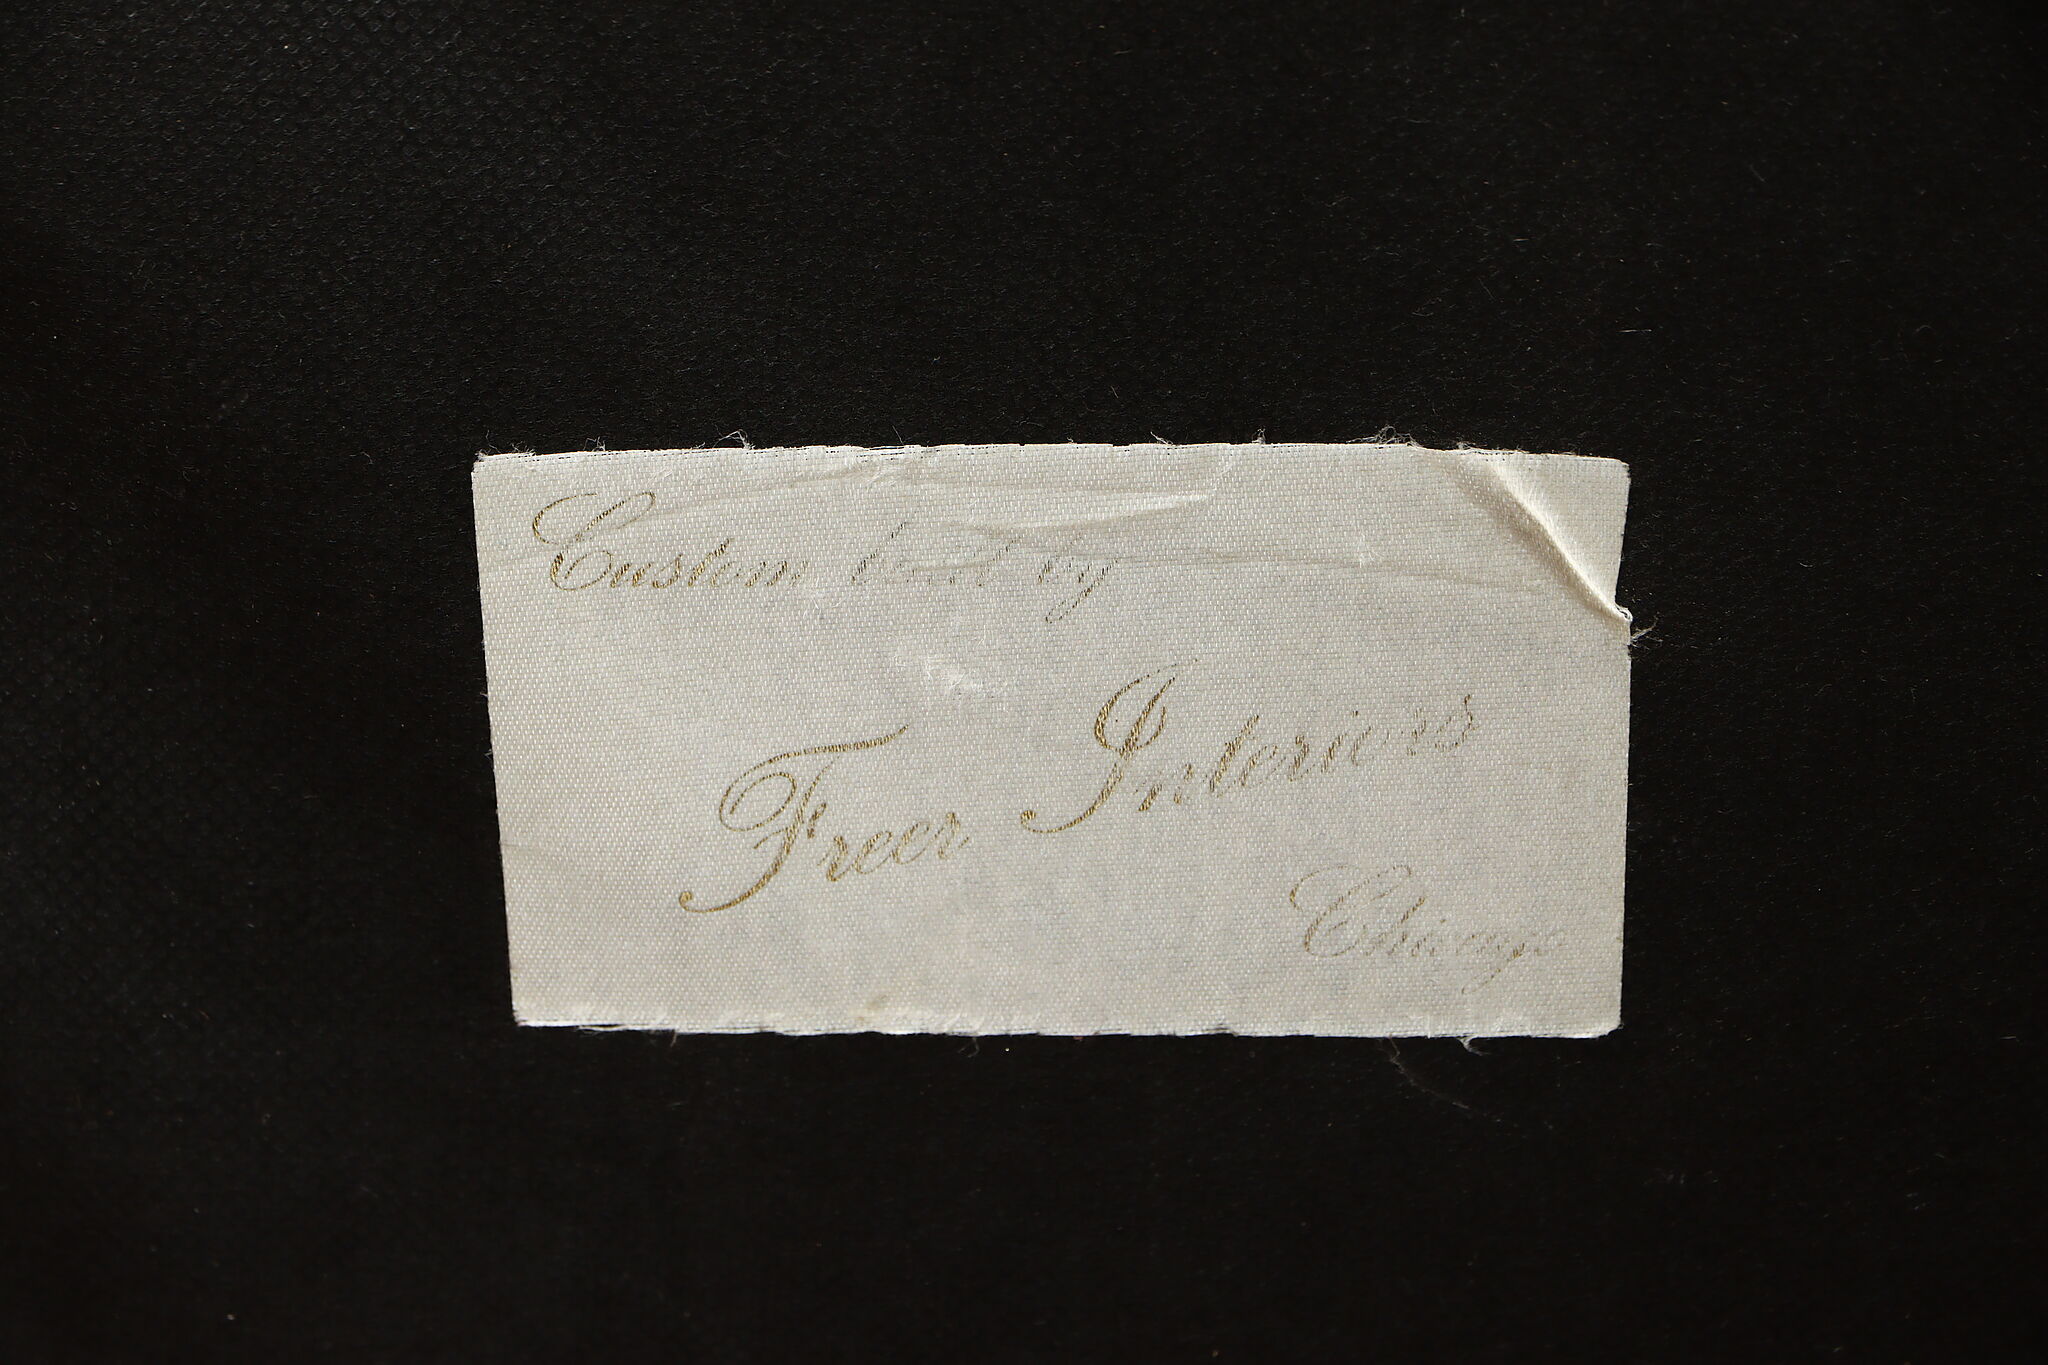 Custom built by
Freer Interiors
Chicago